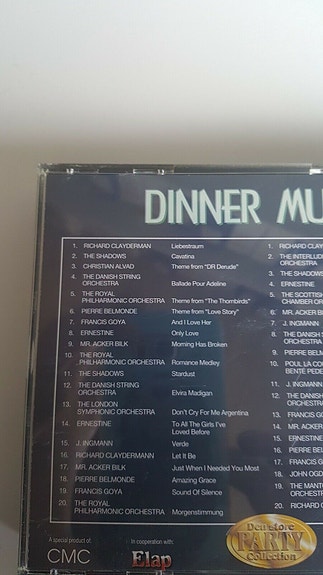 DINNER MU
1. RICHARD CLAYDERMAN Liebestraum
2. THE SHADOWS Cavatina
3. CHRISTIAN ALVAD Theme from "DR Derude"
4. THE DANISH STRING
ORCHESTRA Ballade Pour Adeline
5. THE ROYAL
PHILHARMONIC ORCHESTRA Theme from "The Thornbirds"
6. PIERRE BELMONDE Theme from "Love Story"
7. FRANCIS GOYA And I Love Her
8. ERNESTINE Only Love
9. MR. ACKER BILK Morning Has Broken
10. THE ROYAL
PHILHARMONIC ORCHESTRA Romance Medley
11. THE SHADOWS Stardust
12. THE DANISH STRING
ORCHESTRA Elvira Madigan
13. THE LONDON
SYMPHONIC ORCHESTRA Don't Cry For Me Argentina
14. ERNESTINE To All The Girls I've
Loved Before
15. J. INGMANN Verde
16. RICHARD CLAYDERMANN Let It Be
17. MR. ACKER BILK Just When I Needed You Most
18. PIERRE BELMONDE Amazing Grace
19. FRANCIS GOYA Sound Of Silence
20. THE ROYAL
PHILHARMONIC ORCHESTRA Morgenstimmung
1. RICHARD CLAY
2. THE INTERLUD
ORCHESTRA
3. THE SHADOWS
4. ERNESTINE
5. THE SCOTTIS
CHAMBER ORC
6. MR. ACKER BI
7. J. INGMANN
8. THE DANISH S
ORCHESTRA
9. PIERRE BELM
10. POUL LA CO
BENTE PEDE
11. J. INGMANN
12. THE DANISH
ORCHESTRA
13. FRANCIS GO
14. MR. ACKER
15. ERNESTINE
16. PIERRE BELM
17. FRANCIS GO
18. JOHN OGD
19. THE MANT
ORCHESTR
20. RICHARD C
A special product of:
CMC
In cooperation with:
Elap
Den store
PARTY
Collection